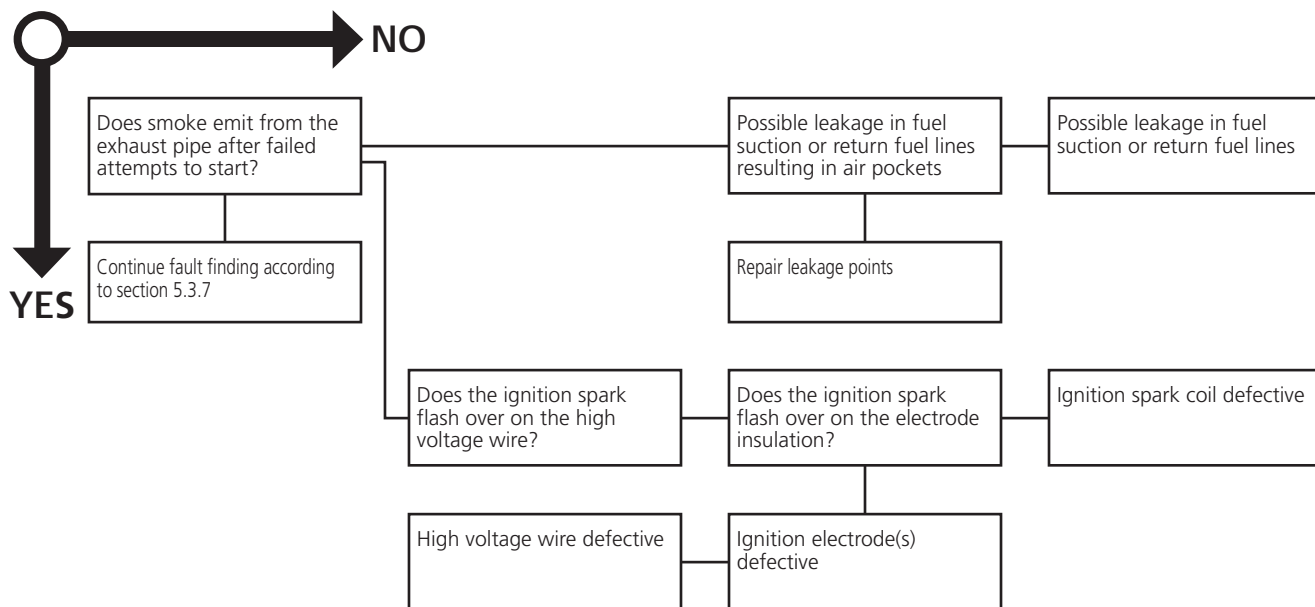 NO
YES
Does smoke emit from the
exhaust pipe after failed
attempts to start?
Possible leakage in fuel
suction or return fuel lines
resulting in air pockets
Possible leakage in fuel
suction or return fuel lines
Continue fault finding according
to section 5.3.7
Repair leakage points
Does the ignition spark
flash over on the high
voltage wire?
Does the ignition spark
flash over on the electrode
insulation?
Ignition spark coil defective
High voltage wire defective
Ignition electrode(s)
defective